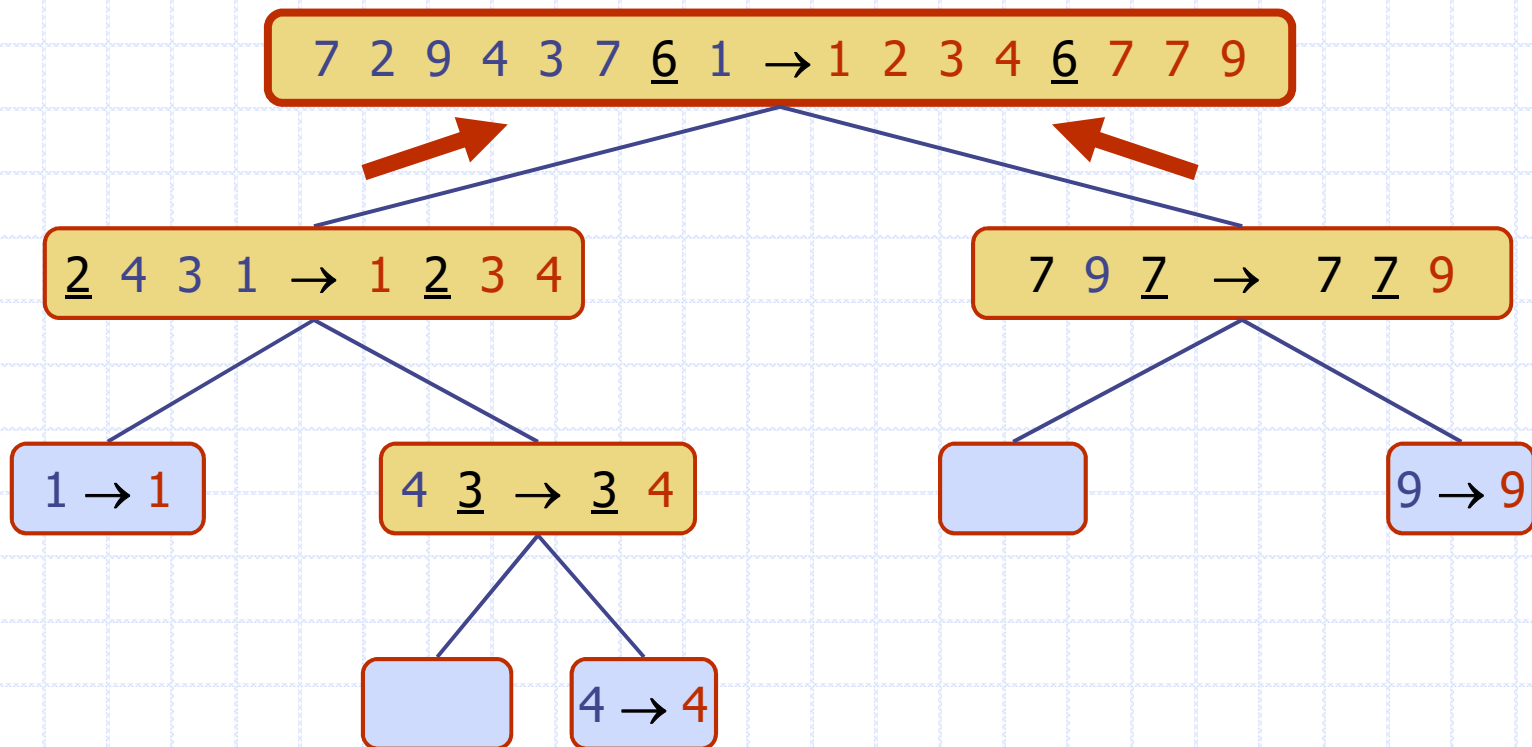 7 2 9 4 3 7 6 1 → 1 2 3 4 6 7 7 9
2 4 3 1 → 1 2 3 4
7 9 7 → 7 7 9
1 → 1
4 3 → 3 4
9 → 9
4 → 4